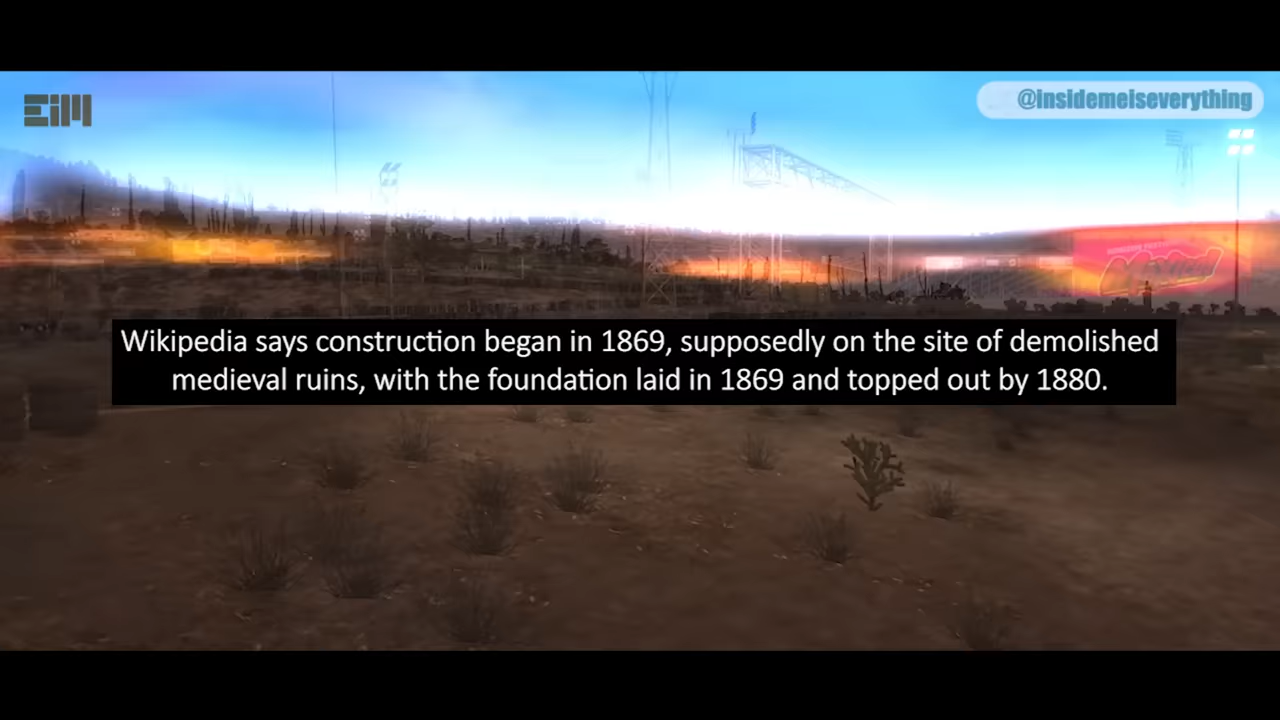 EiM
@insidemeiseverything
Wikipedia says construction began in 1869, supposedly on the site of demolished
medieval ruins, with the foundation laid in 1869 and topped out by 1880.